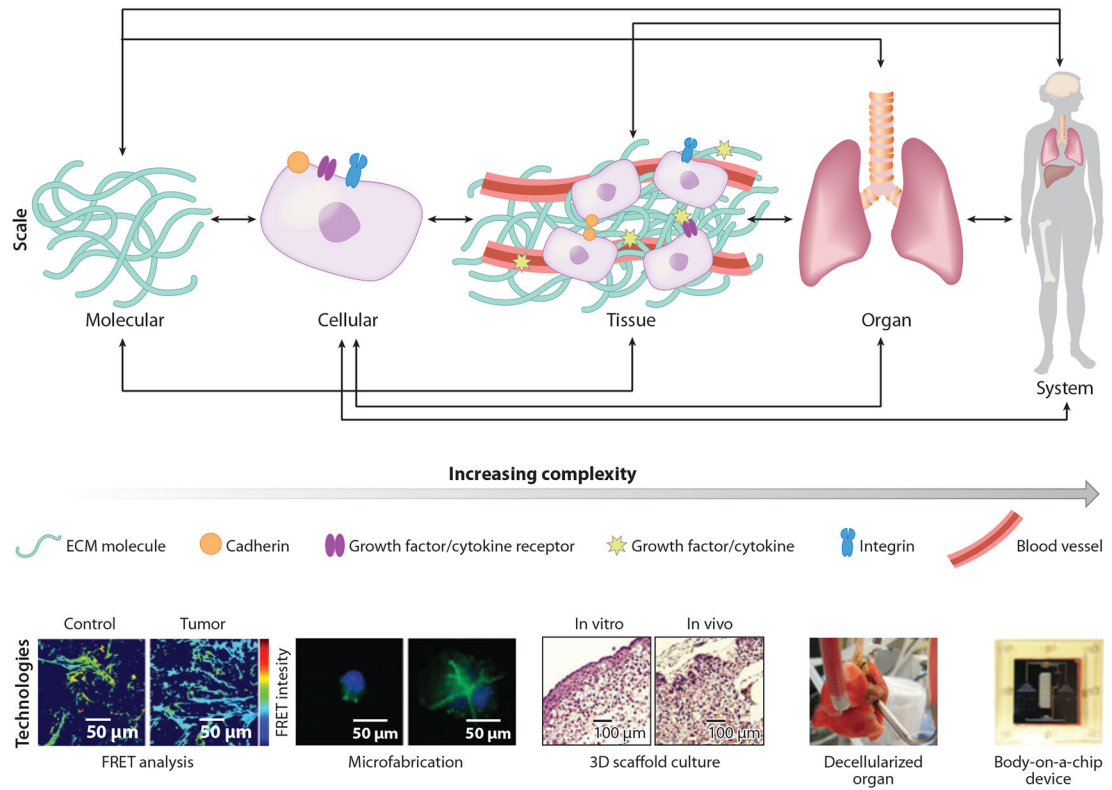 Scale
Molecular
Cellular
Tissue
Organ
System
Increasing complexity
ECM molecule
Cadherin
Growth factor/cytokine receptor
Growth factor/cytokine
Integrin
Blood vessel
Technologies
Control
Tumor
50 µm
50 µm
FRET intesity
FRET analysis
50 µm
50 µm
Microfabrication
In vitro
In vivo
100 µm
100 µm
3D scaffold culture
Decellularized
organ
Body-on-a-chip
device